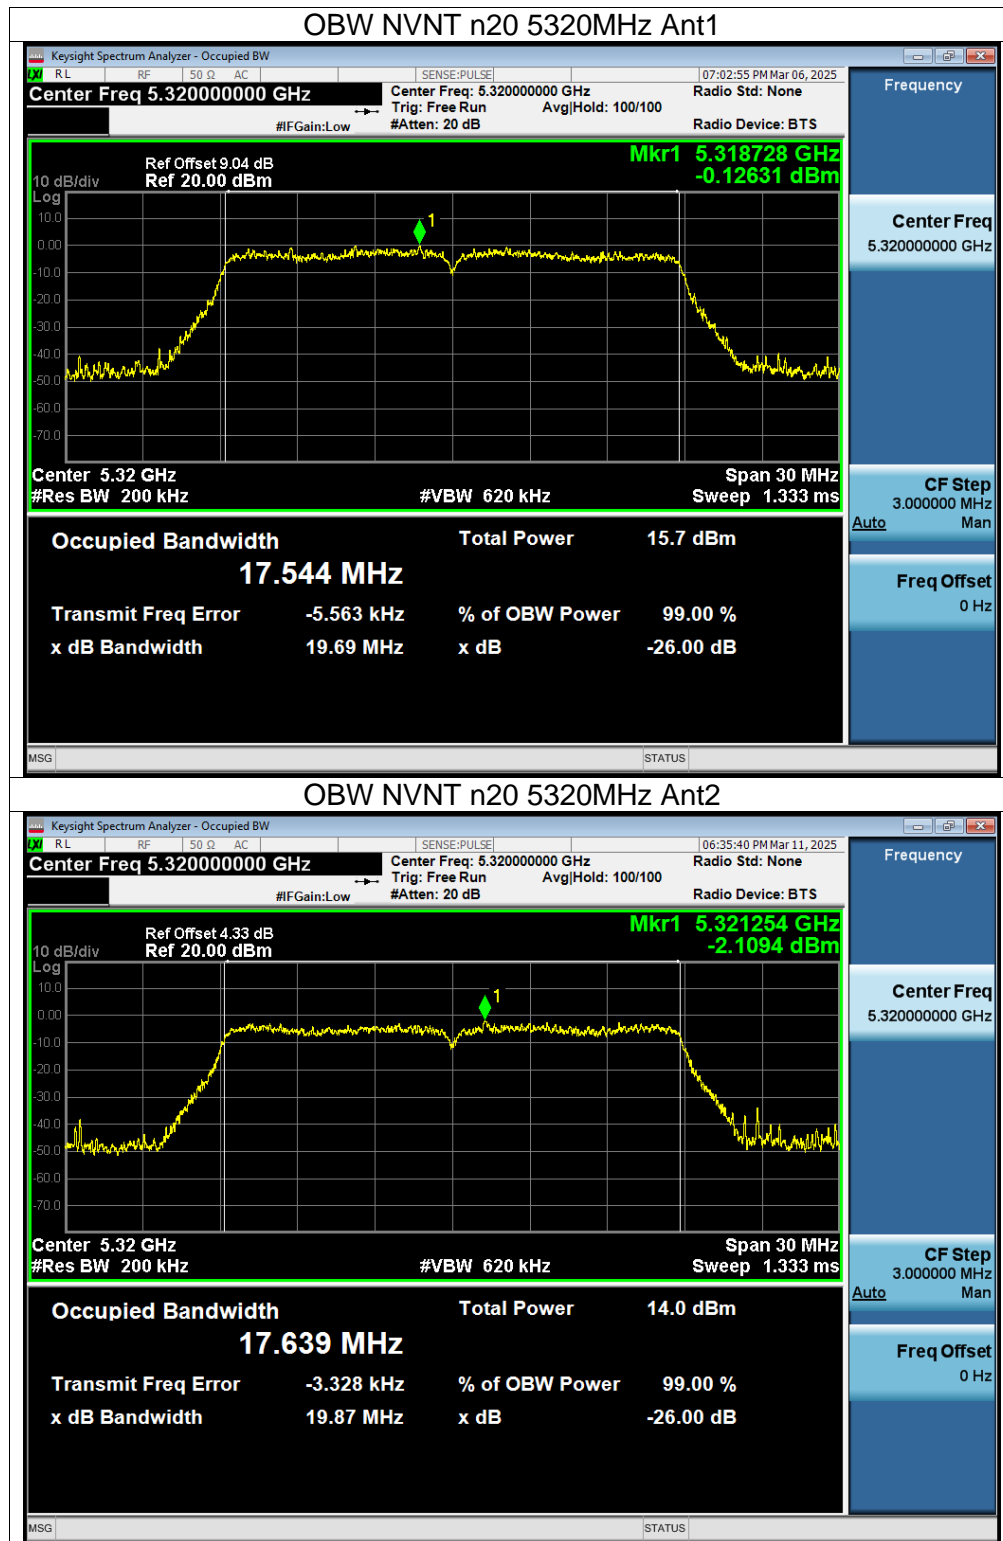 OBW NVNT n20 5320MHz Ant1
Keysight Spectrum Analyzer - Occupied BW
LXI RL RF 50 Ω AC SENSE:PULSE 07:02:55 PM Mar 06, 2025
Center Freq 5.320000000 GHz
Center Freq: 5.320000000 GHz Radio Std: None
Trig: Free Run Avg|Hold: 100/100
#IFGain:Low #Atten: 20 dB Radio Device: BTS
Frequency
Mkr1 5.318728 GHz
-0.12631 dBm
Ref Offset 9.04 dB
10 dB/div Ref 20.00 dBm
Log
10.0
0.00
-10.0
-20.0
-30.0
-40.0
-50.0
-60.0
-70.0
1
Center 5.32 GHz Span 30 MHz
#Res BW 200 kHz #VBW 620 kHz Sweep 1.333 ms
Center Freq
5.320000000 GHz
CF Step
3.000000 MHz
Auto Man
Freq Offset
0 Hz
Occupied Bandwidth Total Power 15.7 dBm
17.544 MHz
Transmit Freq Error -5.563 kHz % of OBW Power 99.00 %
x dB Bandwidth 19.69 MHz x dB -26.00 dB
MSG STATUS
OBW NVNT n20 5320MHz Ant2
Keysight Spectrum Analyzer - Occupied BW
LXI RL RF 50 Ω AC SENSE:PULSE 06:35:40 PM Mar 11, 2025
Center Freq 5.320000000 GHz
Center Freq: 5.320000000 GHz Radio Std: None
Trig: Free Run Avg|Hold: 100/100
#IFGain:Low #Atten: 20 dB Radio Device: BTS
Frequency
Mkr1 5.321254 GHz
-2.1094 dBm
Ref Offset 4.33 dB
10 dB/div Ref 20.00 dBm
Log
10.0
0.00
-10.0
-20.0
-30.0
-40.0
-50.0
-60.0
-70.0
1
Center 5.32 GHz Span 30 MHz
#Res BW 200 kHz #VBW 620 kHz Sweep 1.333 ms
Center Freq
5.320000000 GHz
CF Step
3.000000 MHz
Auto Man
Freq Offset
0 Hz
Occupied Bandwidth Total Power 14.0 dBm
17.639 MHz
Transmit Freq Error -3.328 kHz % of OBW Power 99.00 %
x dB Bandwidth 19.87 MHz x dB -26.00 dB
MSG STATUS